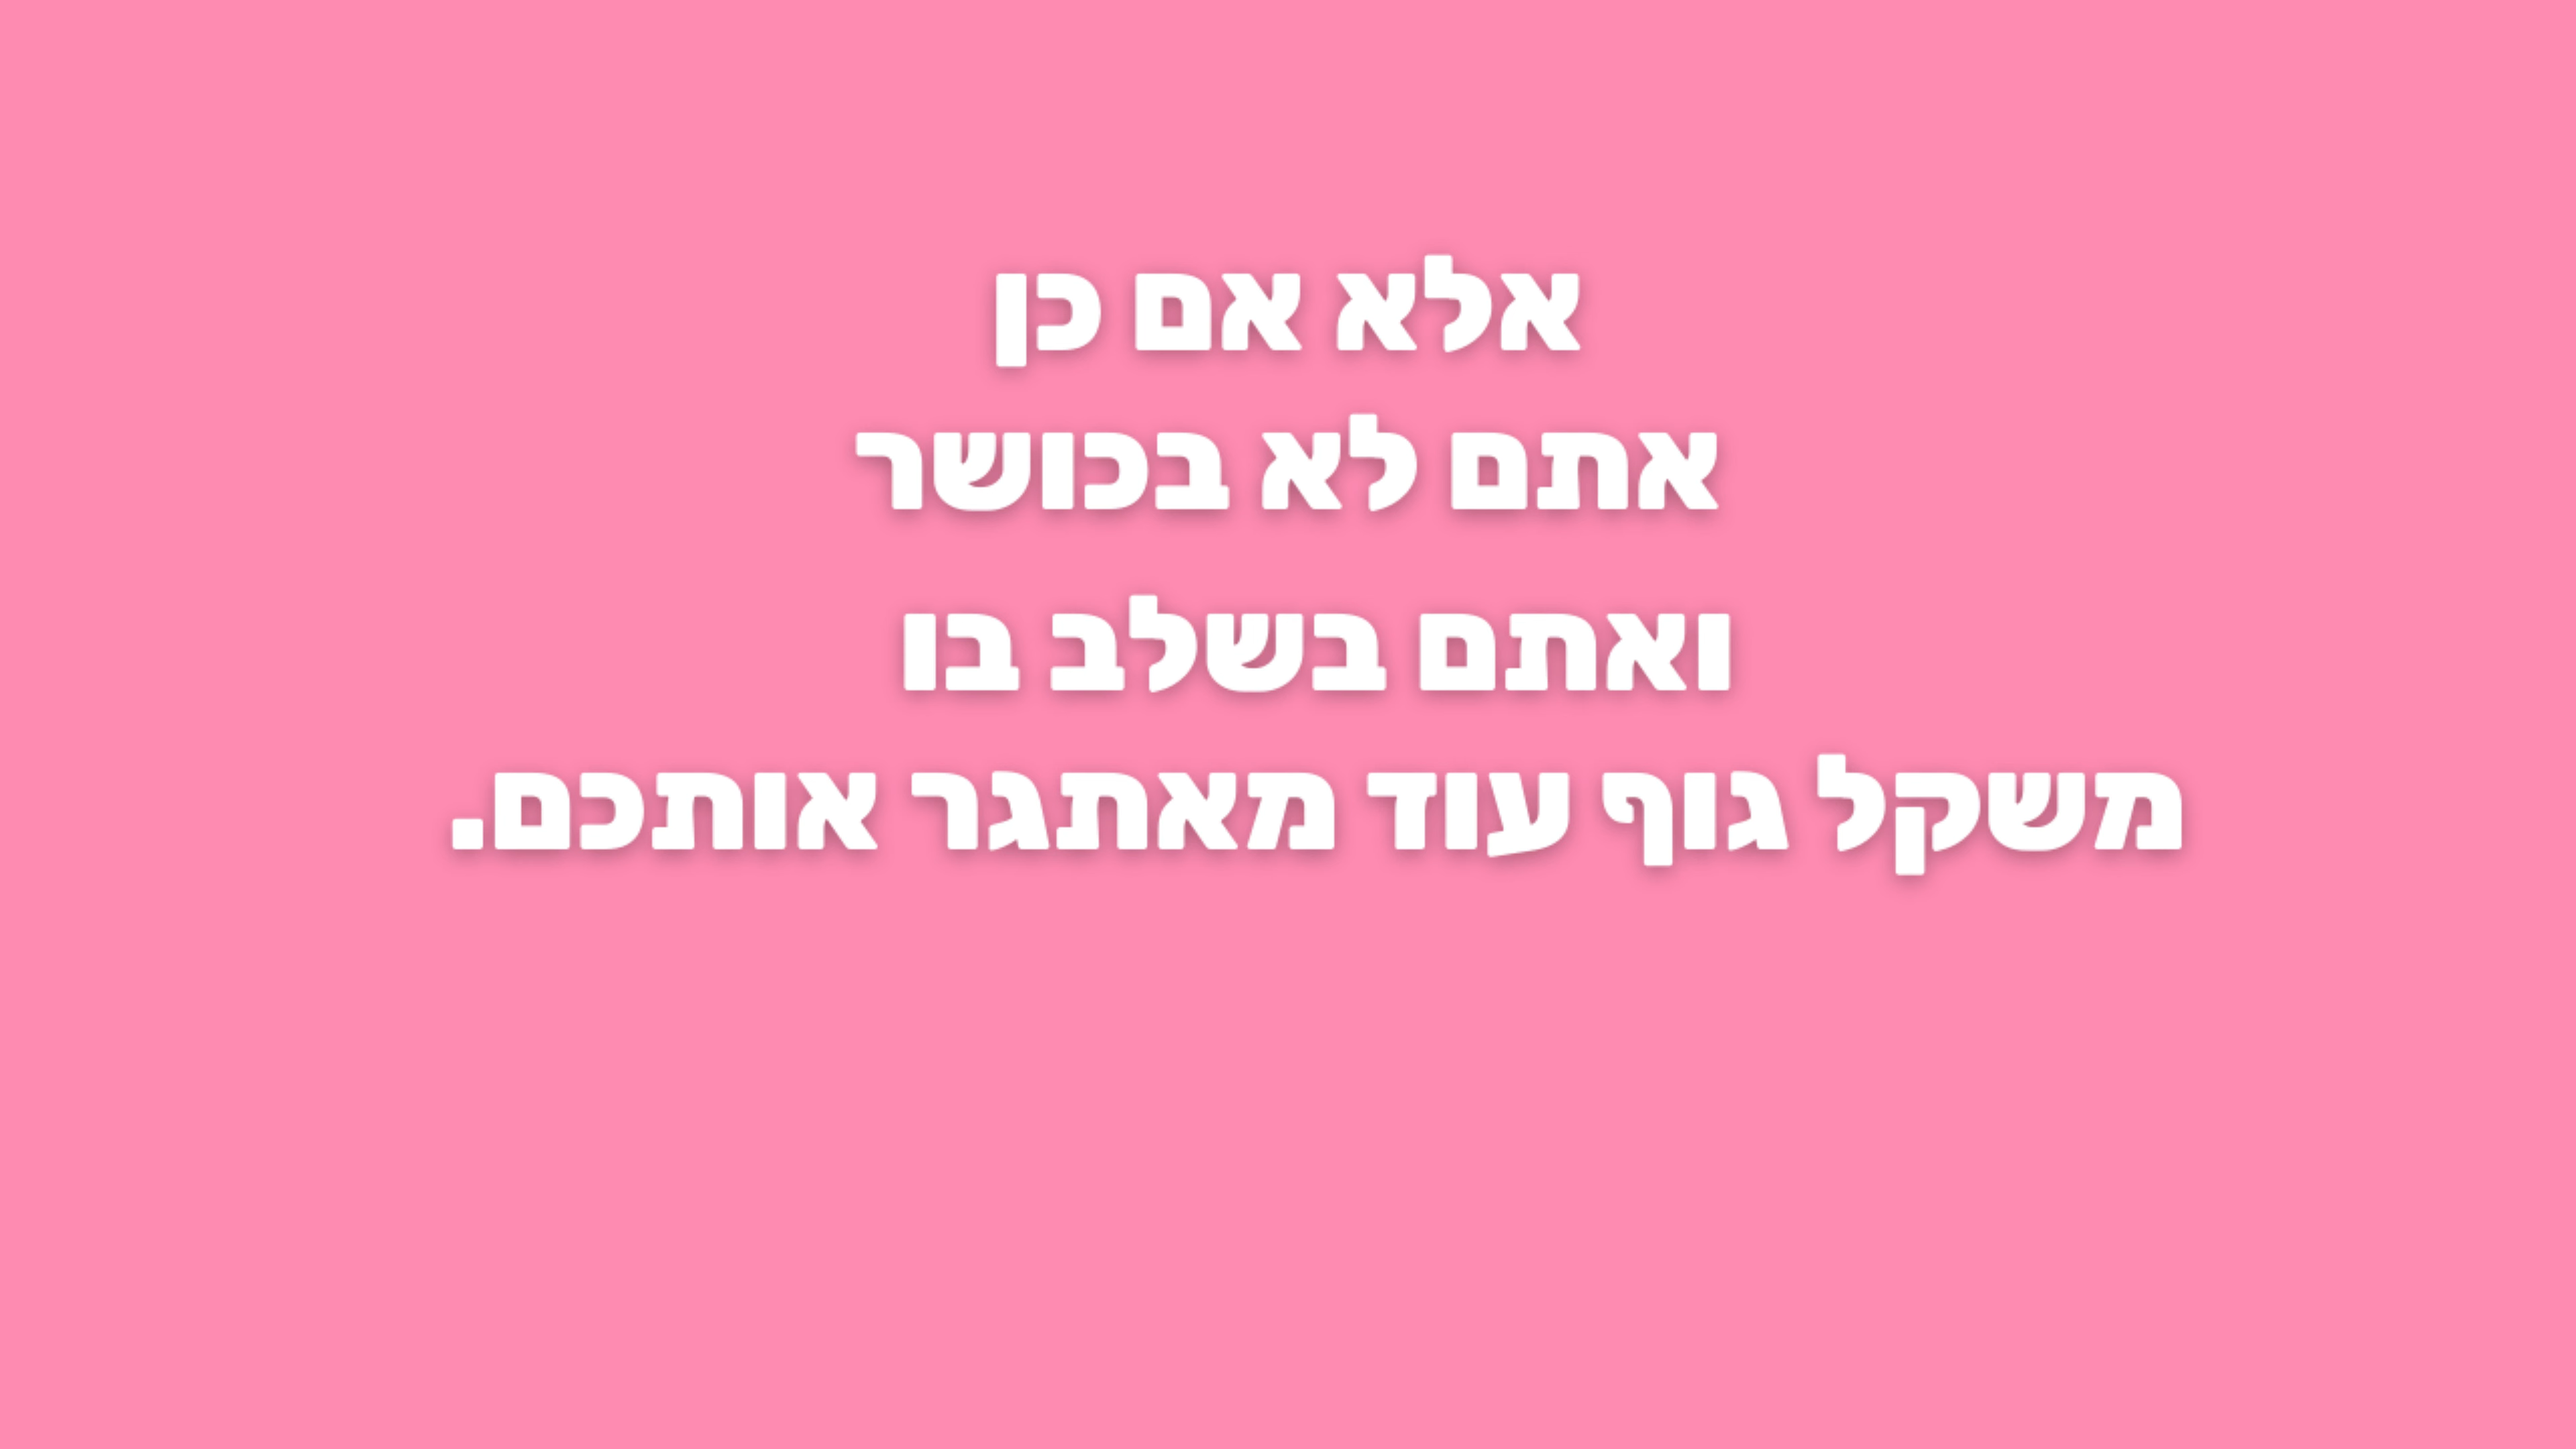 אלא אם כן
אתם לא בכושר
ואתם בשלב בו
משקל גוף עוד מאתגר אותכם.